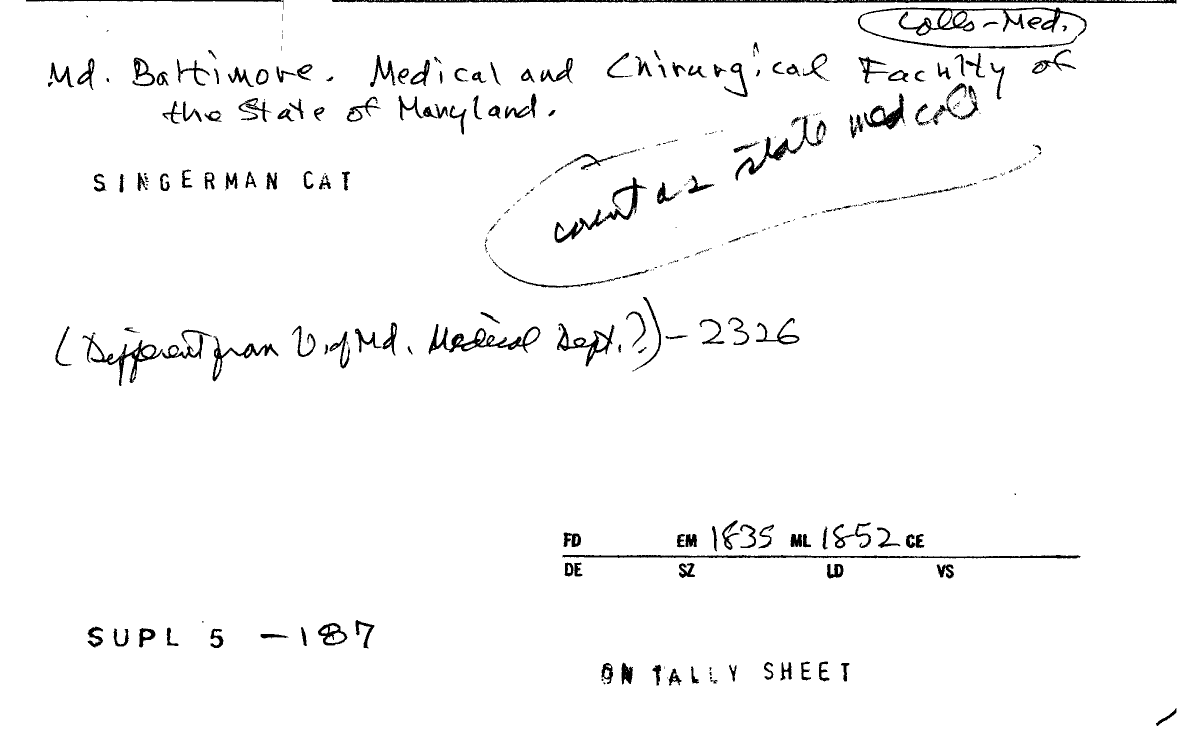 Colls-Med.
Md. Baltimore. Medical and Chirurgical Faculty of
the State of Maryland.
SINGERMAN CAT
count as state med coll
(Different from U. of Md. Medical Dept.?) - 2326
FD EM 1835 ML 1852 CE
DE SZ LD VS
SUPL 5 - 187
ON TALLY SHEET